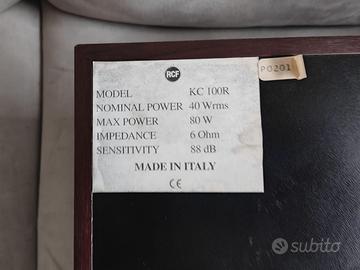 RCF
P0201
MODEL KC 100R
NOMINAL POWER 40 Wrms
MAX POWER 80 W
IMPEDANCE 6 Ohm
SENSITIVITY 88 dB
MADE IN ITALY
CE
subito